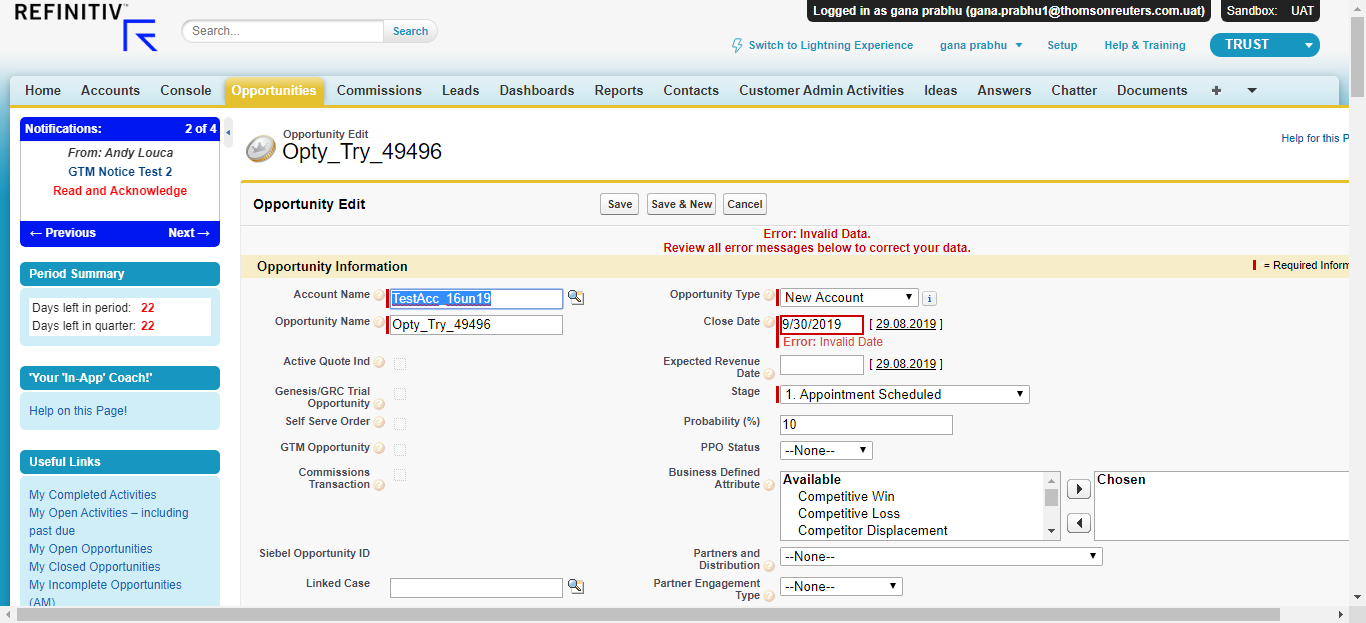 REFINITIV
Search...
Search
Logged in as gana prabhu (gana.prabhu1@thomsonreuters.com.uat)
Sandbox: UAT
Switch to Lightning Experience
gana prabhu
Setup
Help & Training
TRUST
Home
Accounts
Console
Opportunities
Commissions
Leads
Dashboards
Reports
Contacts
Customer Admin Activities
Ideas
Answers
Chatter
Documents
+
Notifications: 2 of 4
From: Andy Louca
GTM Notice Test 2
Read and Acknowledge
← Previous Next →
Period Summary
Days left in period: 22
Days left in quarter: 22
'Your 'In-App' Coach!'
Help on this Page!
Useful Links
My Completed Activities
My Open Activities – including
past due
My Open Opportunities
My Closed Opportunities
My Incomplete Opportunities
(AM)
Opportunity Edit
Opty_Try_49496
Help for this P
Opportunity Edit
Save
Save & New
Cancel
Error: Invalid Data.
Review all error messages below to correct your data.
Opportunity Information
= Required Inform
Account Name ? TestAcc_16un19
Opportunity Type ? New Account i
Opportunity Name ? Opty_Try_49496
Close Date ? 9/30/2019 [ 29.08.2019 ]
Error: Invalid Date
Active Quote Ind ?
Expected Revenue
Date ? [ 29.08.2019 ]
Genesis/GRC Trial
Opportunity ?
Stage 1. Appointment Scheduled
Self Serve Order ?
Probability (%) 10
GTM Opportunity ?
PPO Status --None--
Commissions
Transaction ?
Business Defined
Attribute ?
Available
Competitive Win
Competitive Loss
Competitor Displacement
Chosen
Siebel Opportunity ID
Partners and
Distribution ? --None--
Linked Case
Partner Engagement
Type ? --None--